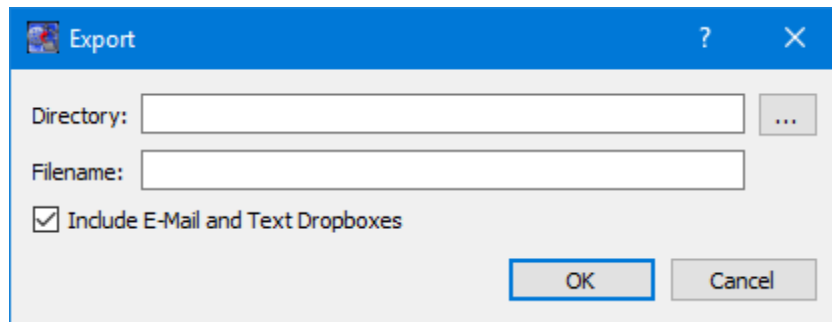 Export ?
Directory: ...
Filename:
Include E-Mail and Text Dropboxes
OK Cancel